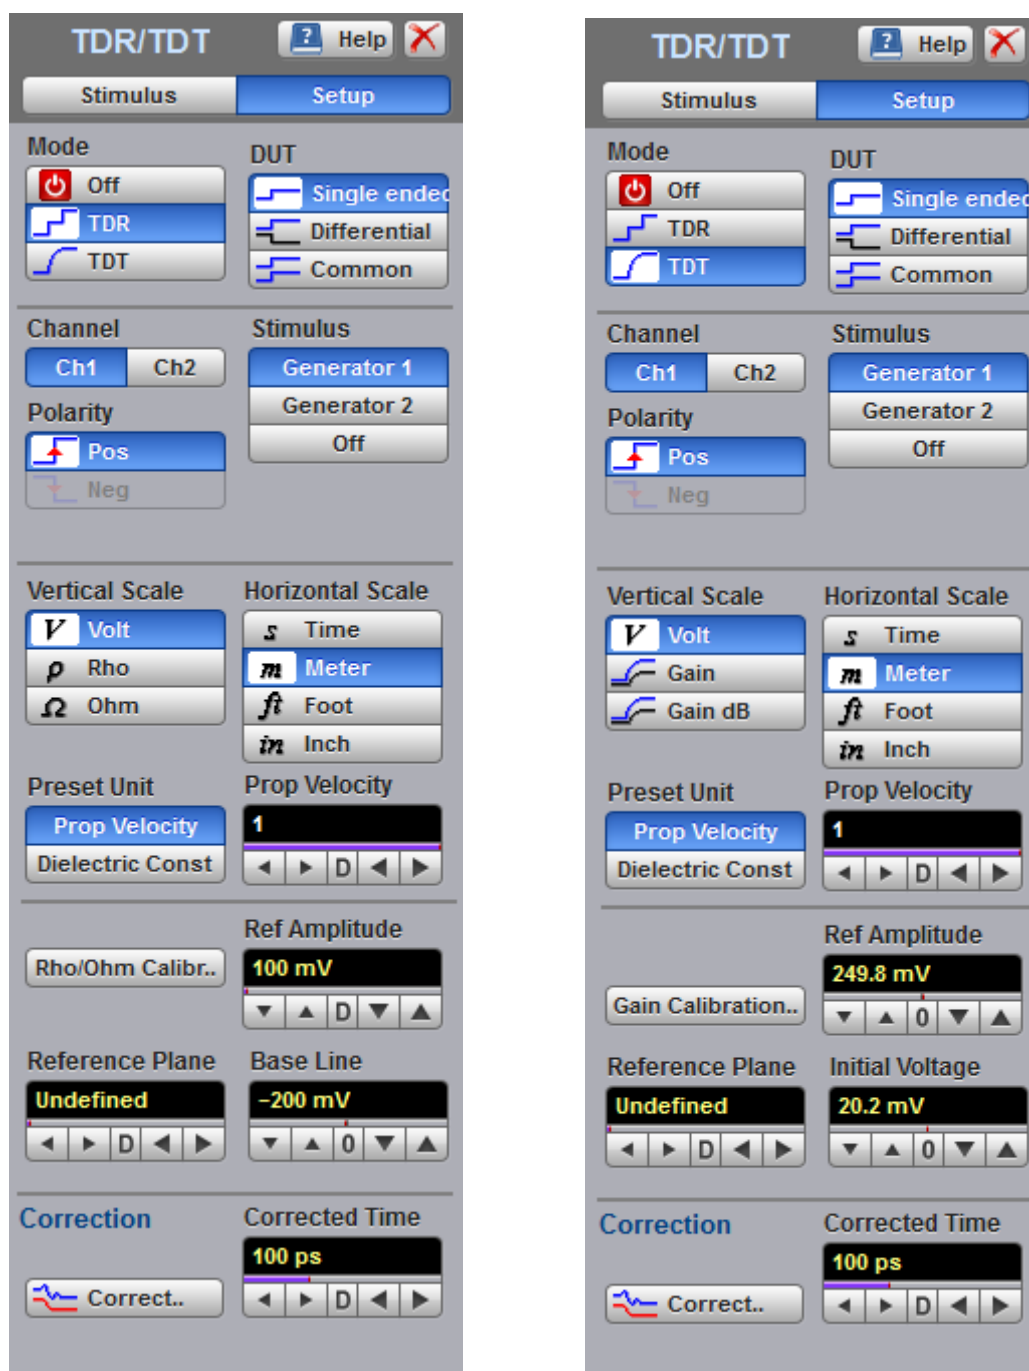 TDR/TDT
? Help
Stimulus Setup
Mode
Off
TDR
TDT
DUT
Single ended
Differential
Common
Channel
Ch1 Ch2
Stimulus
Generator 1
Generator 2
Off
Polarity
Pos
Neg
Vertical Scale
V Volt
ρ Rho
Ω Ohm
Horizontal Scale
s Time
m Meter
ft Foot
in Inch
Preset Unit
Prop Velocity
Dielectric Const
Prop Velocity
1
D
Rho/Ohm Calibr..
Ref Amplitude
100 mV
D
Reference Plane
Undefined
D
Base Line
−200 mV
0
Correction
Correct..
Corrected Time
100 ps
D
TDR/TDT
? Help
Stimulus Setup
Mode
Off
TDR
TDT
DUT
Single ended
Differential
Common
Channel
Ch1 Ch2
Stimulus
Generator 1
Generator 2
Off
Polarity
Pos
Neg
Vertical Scale
V Volt
Gain
Gain dB
Horizontal Scale
s Time
m Meter
ft Foot
in Inch
Preset Unit
Prop Velocity
Dielectric Const
Prop Velocity
1
D
Gain Calibration..
Ref Amplitude
249.8 mV
0
Reference Plane
Undefined
D
Initial Voltage
20.2 mV
0
Correction
Correct..
Corrected Time
100 ps
D